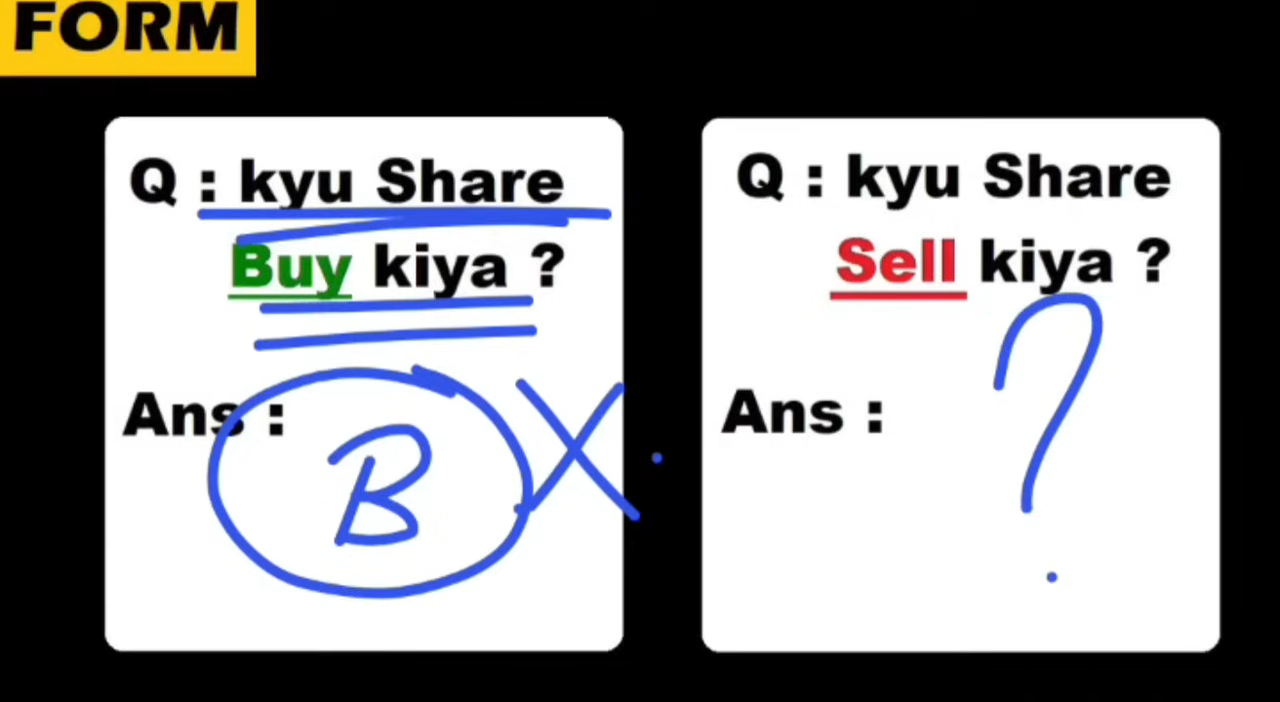 FORM
Q : kyu Share
Buy kiya ?
Ans :
B X
Q : kyu Share
Sell kiya ?
Ans :
?